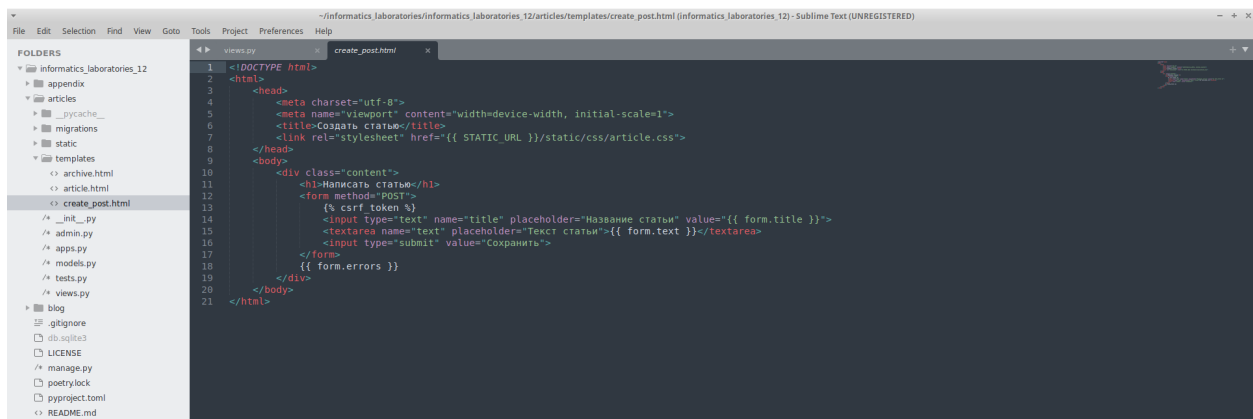 ~/informatics_laboratories/informatics_laboratories_12/articles/templates/create_post.html (informatics_laboratories_12) - Sublime Text (UNREGISTERED)
File Edit Selection Find View Goto Tools Project Preferences Help
FOLDERS
informatics_laboratories_12
appendix
articles
__pycache__
migrations
static
templates
archive.html
article.html
create_post.html
__init__.py
admin.py
apps.py
models.py
tests.py
views.py
blog
.gitignore
db.sqlite3
LICENSE
manage.py
poetry.lock
pyproject.toml
README.md
views.py × create_post.html ×
1 <!DOCTYPE html>
2 <html>
3 <head>
4 <meta charset="utf-8">
5 <meta name="viewport" content="width=device-width, initial-scale=1">
6 <title>Создать статью</title>
7 <link rel="stylesheet" href="{{ STATIC_URL }}/static/css/article.css">
8 </head>
9 <body>
10 <div class="content">
11 <h1>Написать статью</h1>
12 <form method="POST">
13 {% csrf_token %}
14 <input type="text" name="title" placeholder="Название статьи" value="{{ form.title }}">
15 <textarea name="text" placeholder="Текст статьи">{{ form.text }}</textarea>
16 <input type="submit" value="Сохранить">
17 </form>
18 {{ form.errors }}
19 </div>
20 </body>
21 </html>